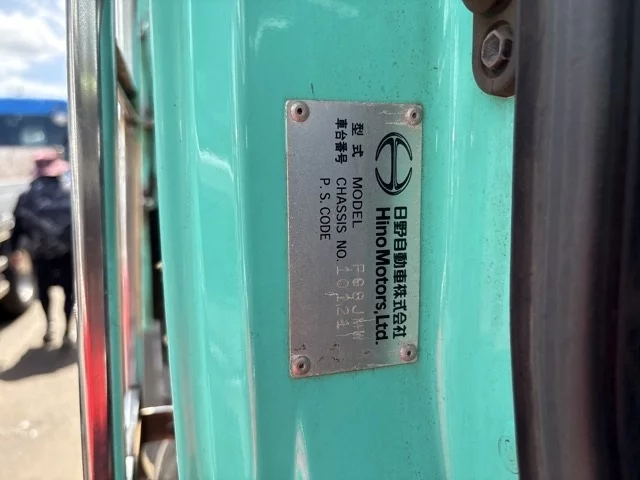 日野自動車株式会社
HinoMotors,Ltd.
型式 MODEL
車台番号 CHASSIS NO. 10121
P. S. CODE